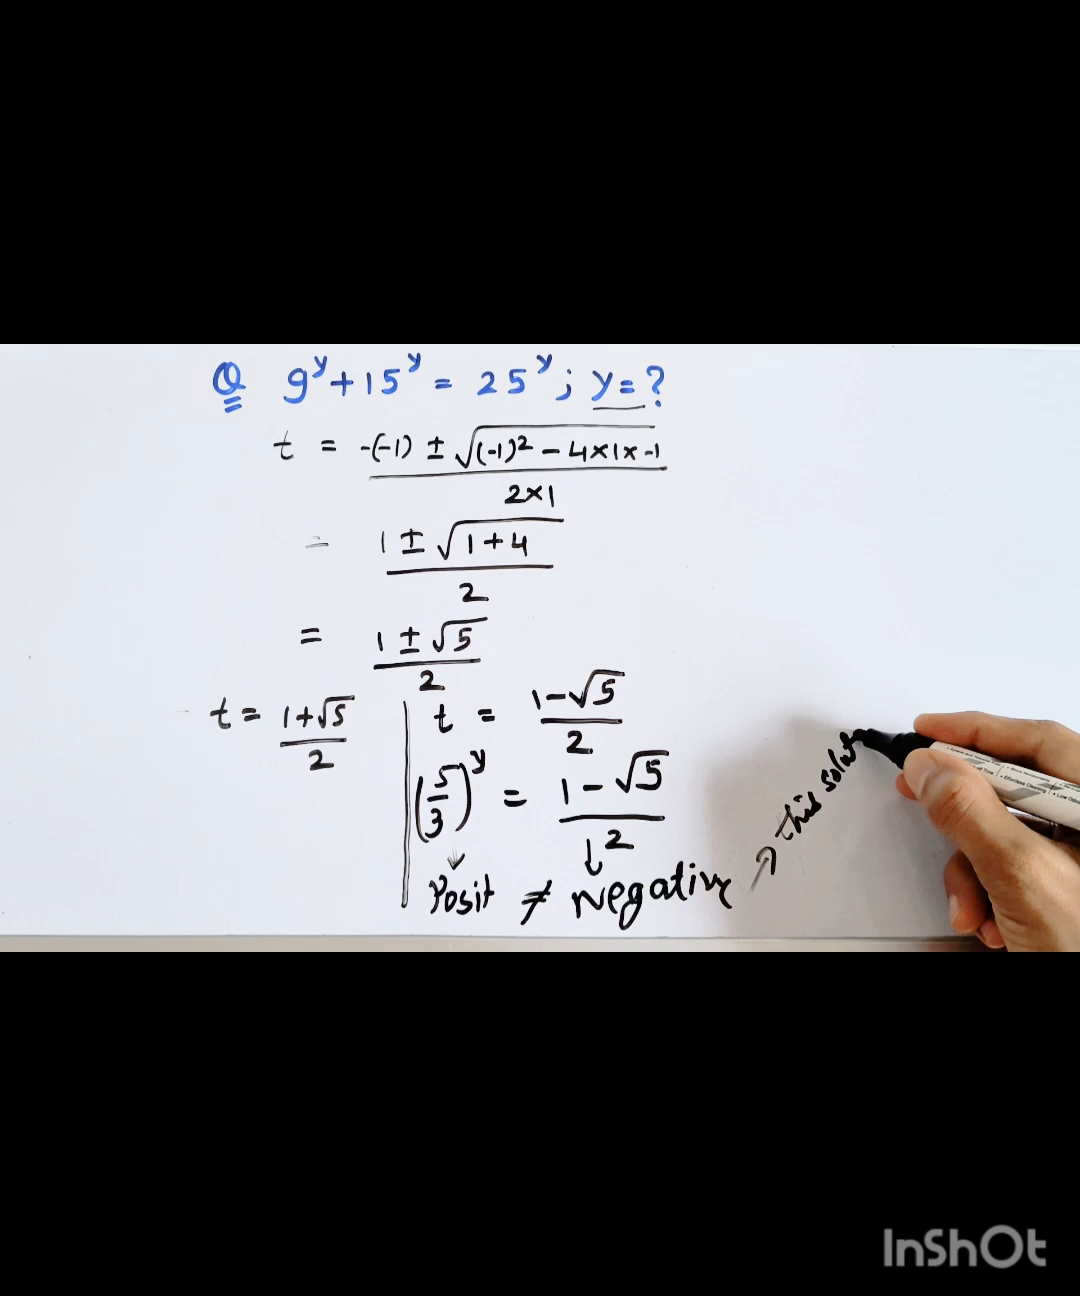 Q 9^y + 15^y = 25^y ; y = ?
t = -(-1) ± √((-1)² - 4×1×-1) / 2×1
= 1 ± √(1+4) / 2
= 1 ± √5 / 2
t = 1+√5 / 2
t = 1-√5 / 2
(5/3)^y = 1-√5 / 2
Posit ≠ Negative → this solut
InShOt